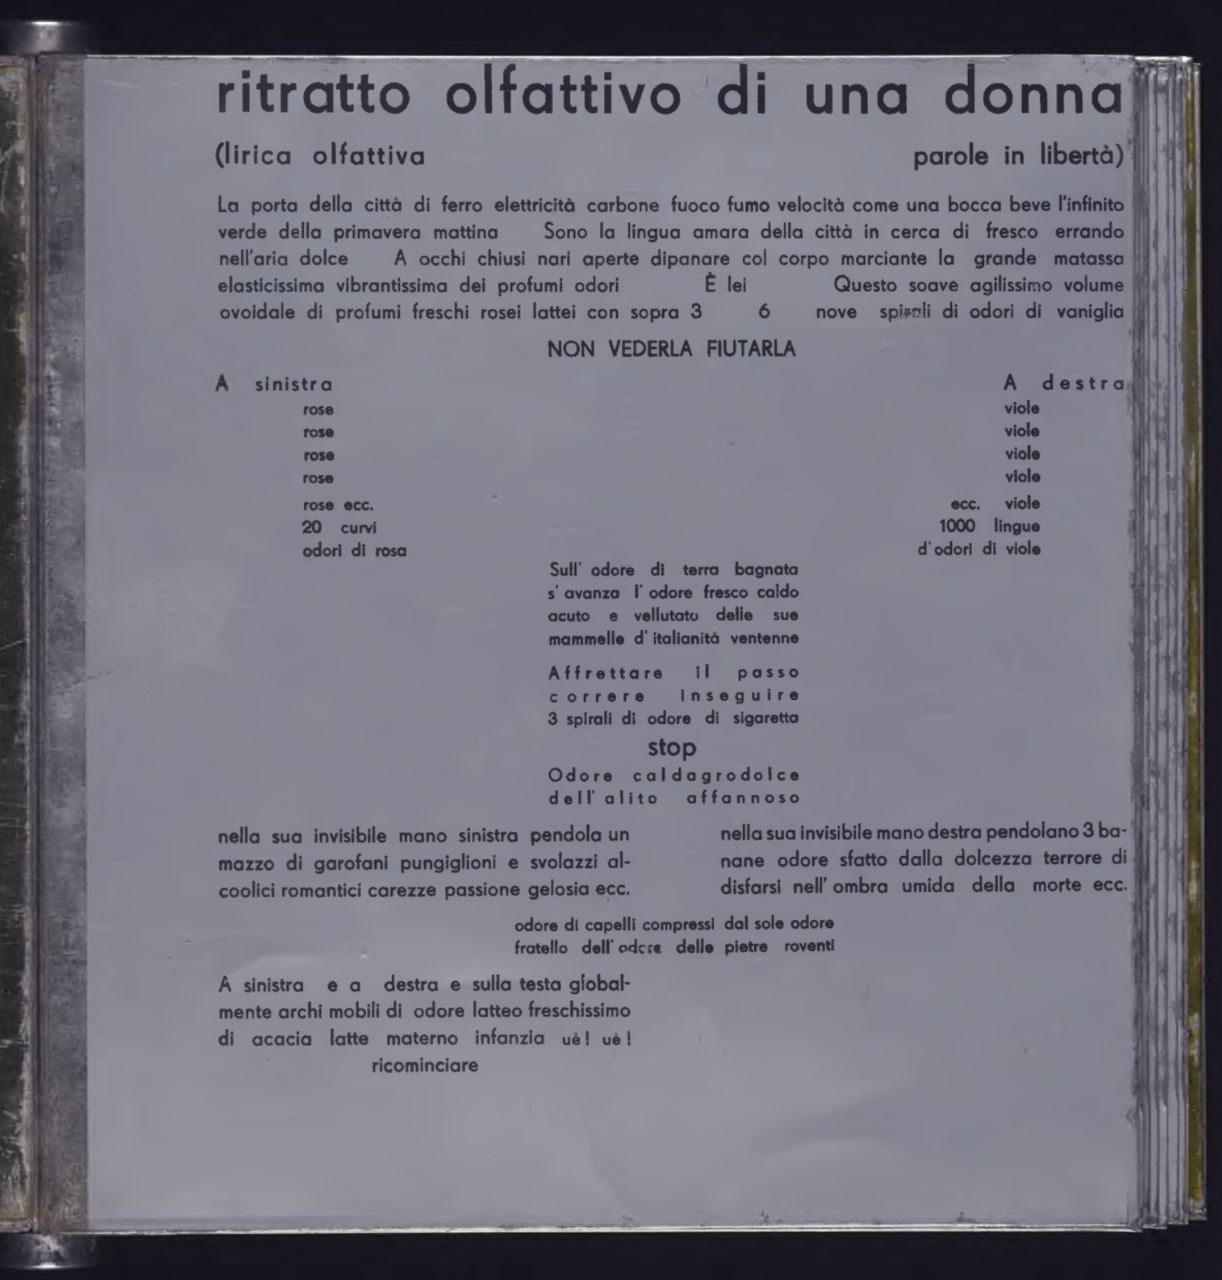 ritratto olfattivo di una donna
(lirica olfattiva parole in libertà)
La porta della città di ferro elettricità carbone fuoco fumo velocità come una bocca beve l'infinito
verde della primavera mattina Sono la lingua amara della città in cerca di fresco errando
nell'aria dolce A occhi chiusi nari aperte dipanare col corpo marciante la grande matassa
elasticissima vibrantissima dei profumi odori È lei Questo soave agilissimo volume
ovoidale di profumi freschi rosei lattei con sopra 3 6 nove spirali di odori di vaniglia
NON VEDERLA FIUTARLA
A sinistra A destra
rose viole
rose viole
rose viole
rose viole
rose ecc. ecc. viole
20 curvi 1000 lingue
odori di rosa d'odori di viole
Sull' odore di terra bagnata
s' avanza l' odore fresco caldo
acuto e vellutato delle sue
mammelle d' italianità ventenne
Affrettare il passo
correre inseguire
3 spirali di odore di sigaretta
stop
Odore caldagrodolce
dell' alito affannoso
nella sua invisibile mano sinistra pendola un
mazzo di garofani pungiglioni e svolazzi al-
coolici romantici carezze passione gelosia ecc.
nella sua invisibile mano destra pendolano 3 ba-
nane odore sfatto dalla dolcezza terrore di
disfarsi nell' ombra umida della morte ecc.
odore di capelli compressi dal sole odore
fratello dell' odore delle pietre roventi
A sinistra e a destra e sulla testa global-
mente archi mobili di odore latteo freschissimo
di acacia latte materno infanzia uè! uè!
ricominciare